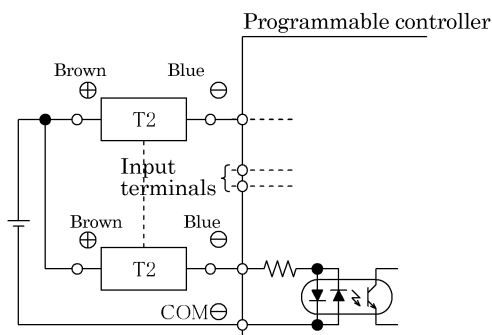 Programmable controller
Brown
Blue
⊕
⊖
T2
Input
terminals
Brown
Blue
⊕
⊖
T2
COM⊖